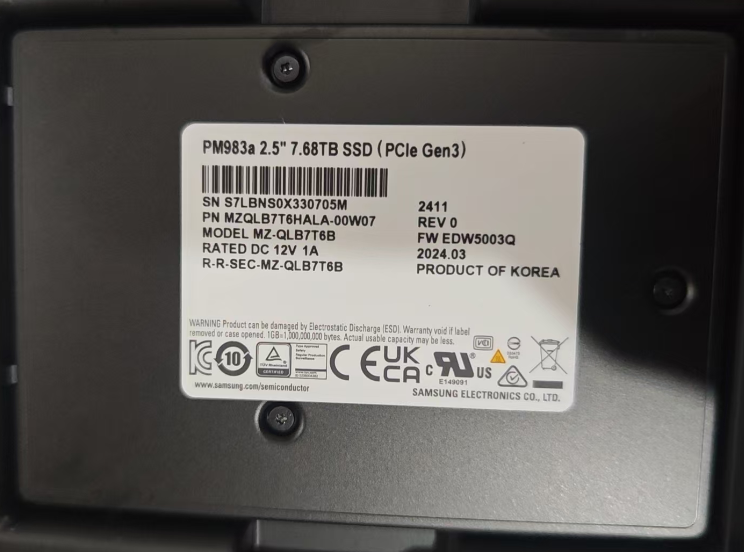 PM983a 2.5" 7.68TB SSD (PCIe Gen3)
SN S7LBNS0X330705M
PN MZQLB7T6HALA-00W07
MODEL MZ-QLB7T6B
RATED DC 12V 1A
R-R-SEC-MZ-QLB7T6B
2411
REV 0
FW EDW5003Q
2024.03
PRODUCT OF KOREA
WARNING Product can be damaged by Electrostatic Discharge (ESD). Warranty void if label
removed or case opened. 1GB=1,000,000,000 bytes. Actual usable capacity may be less.
10
CE
UK
CA
c UL US
E149091
www.samsung.com/semiconductor
SAMSUNG ELECTRONICS CO., LTD.